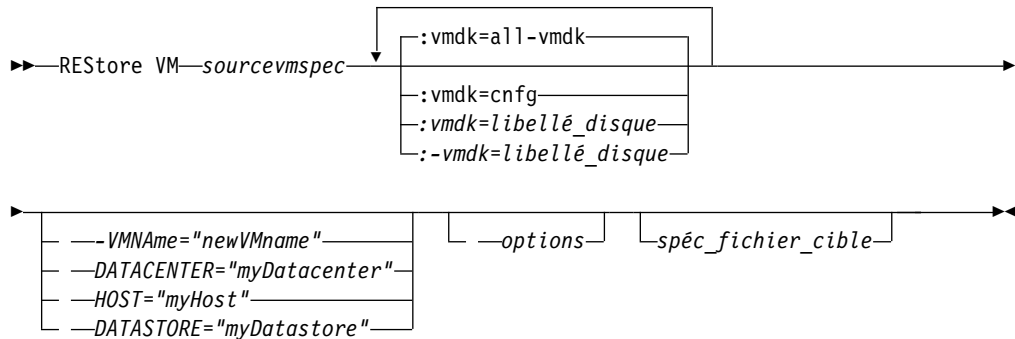 :vmdk=all-vmdk
REStore VM sourcevmspec
:vmdk=cnfg
:vmdk=libellé_disque
:-vmdk=libellé_disque
-VMNAme="newVMname"
options
spéc_fichier_cible
DATACENTER="myDatacenter"
HOST="myHost"
DATASTORE="myDatastore"